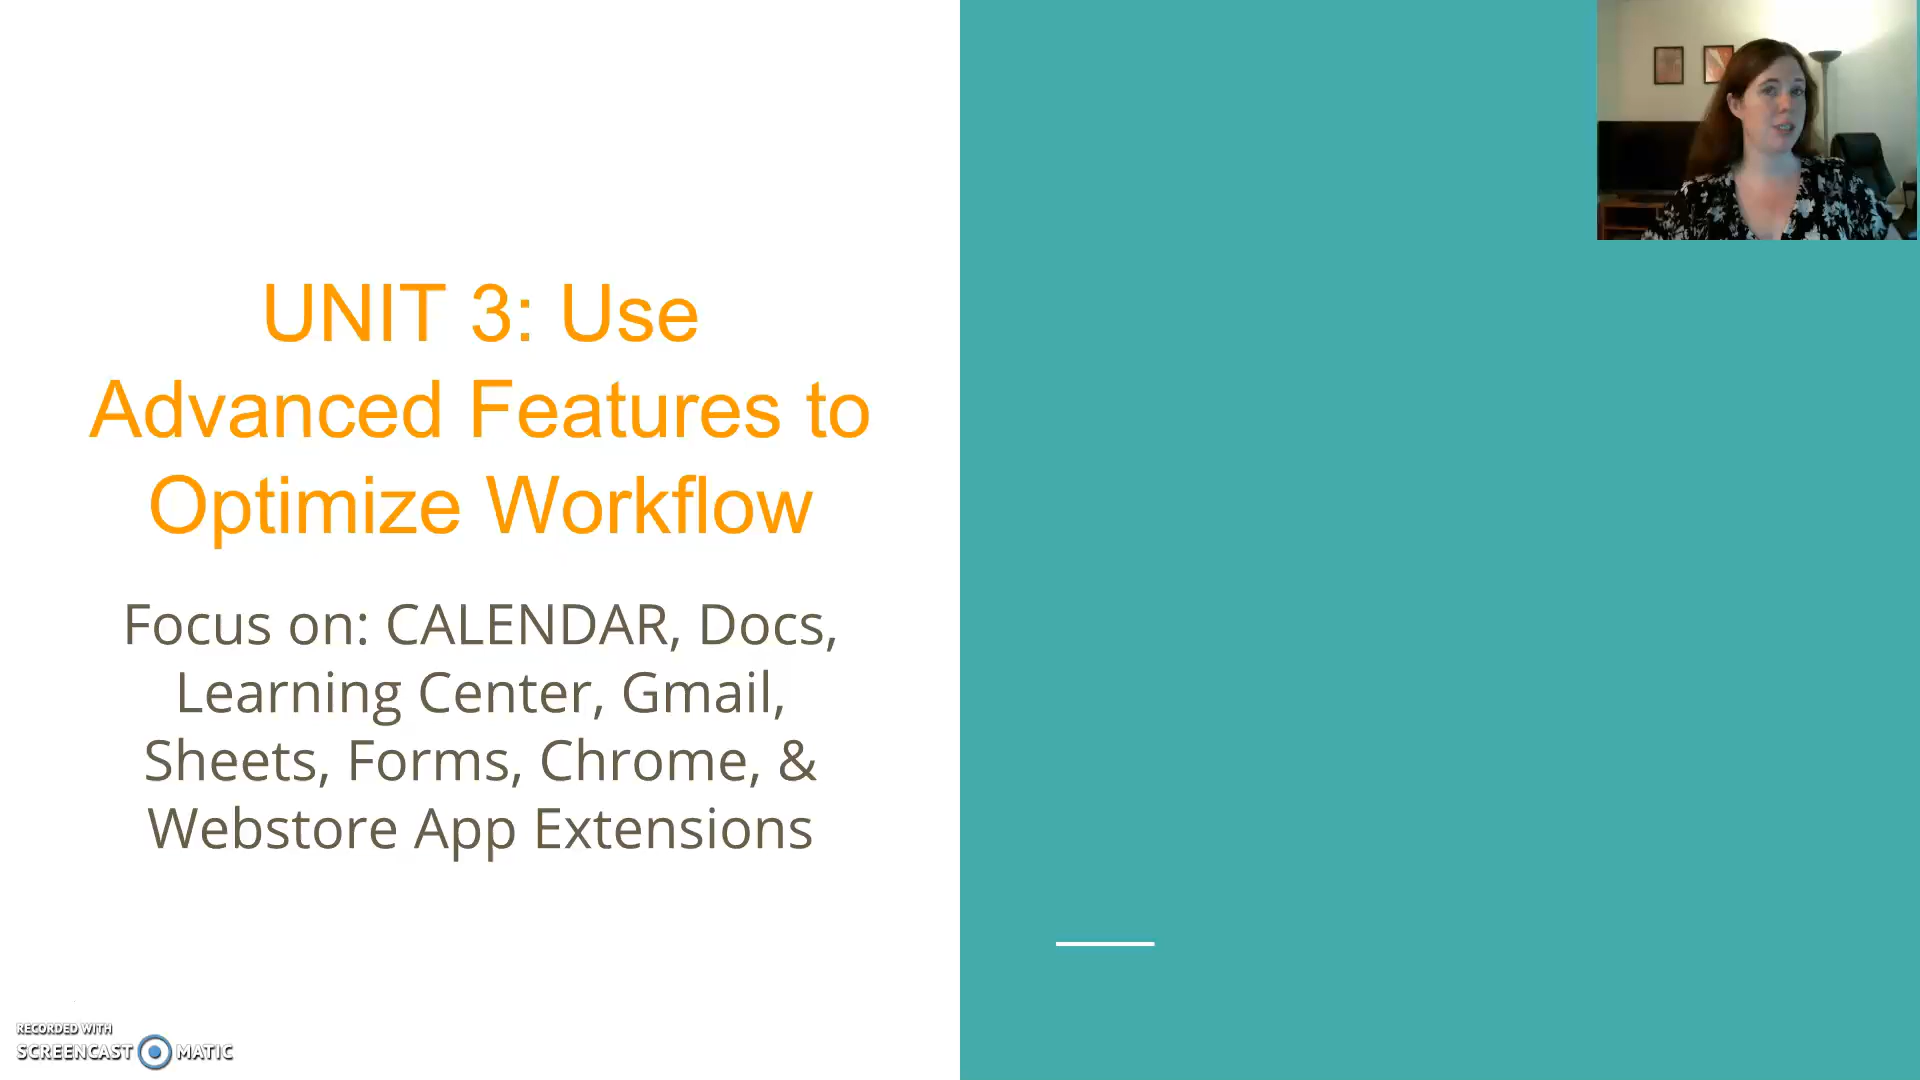 UNIT 3: Use
Advanced Features to
Optimize Workflow
Focus on: CALENDAR, Docs,
Learning Center, Gmail,
Sheets, Forms, Chrome, &
Webstore App Extensions
RECORDED WITH
SCREENCAST MATIC